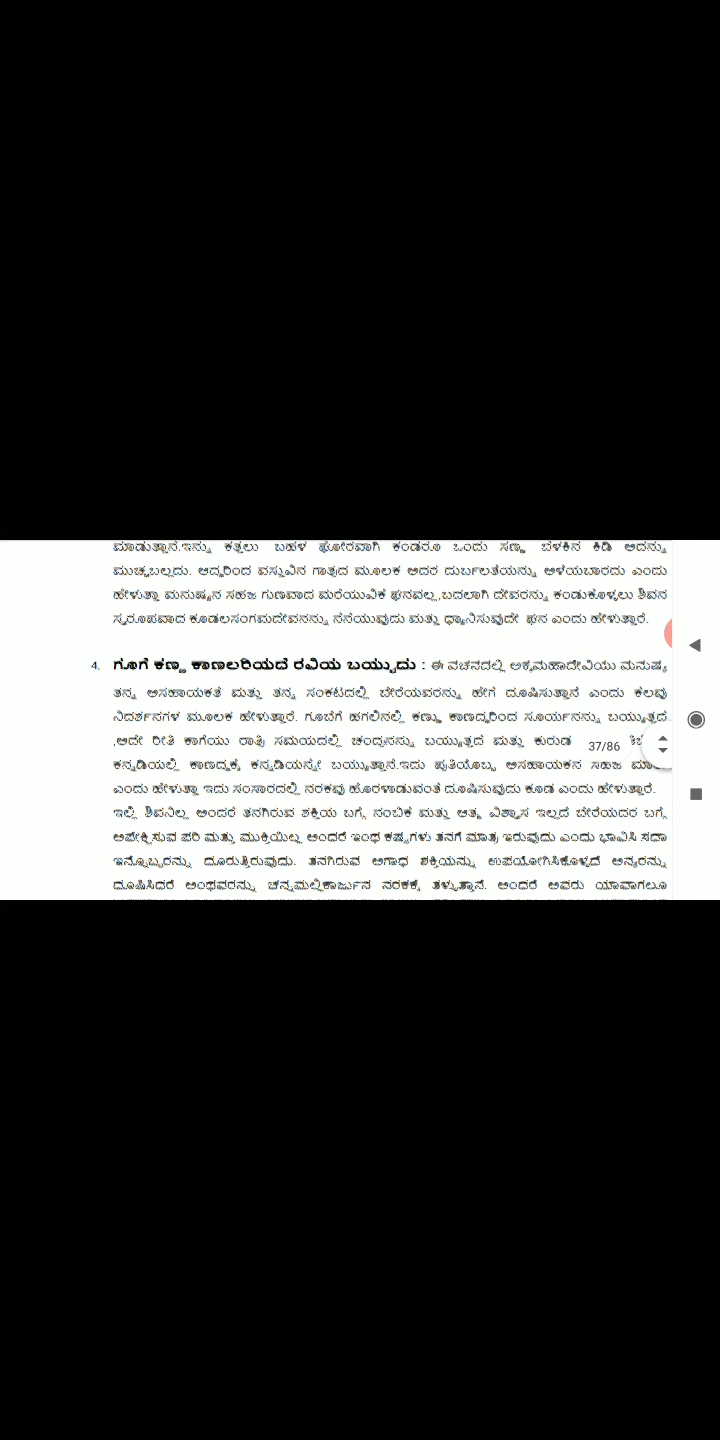 ಮಾಡುತ್ತಾನೆ.ಇನ್ನು ಕತ್ತಲು ಬಹಳ ಘೋರವಾಗಿ ಕಂಡರೂ ಒಂದು ಸಣ್ಣ ಬೆಳಕಿನ ಕಿಡಿ ಅದನ್ನು
ಮುಚ್ಚಬಲ್ಲದು. ಆದ್ದರಿಂದ ವಸ್ತುವಿನ ಗಾತ್ರದ ಮೂಲಕ ಅದರ ದುರ್ಬಲತೆಯನ್ನು ಅಳೆಯಬಾರದು ಎಂದು
ಹೇಳುತ್ತಾ ಮನುಷ್ಯನ ಸಹಜ ಗುಣವಾದ ಮರೆಯುವಿಕೆ ಘನವಲ್ಲ,ಬದಲಾಗಿ ದೇವರನ್ನು ಕಂಡುಕೊಳ್ಳಲು ಶಿವನ
ಸ್ವರೂಪವಾದ ಕೂಡಲಸಂಗಮದೇವನನ್ನು ನೆನೆಯುವುದು ಮತ್ತು ಧ್ಯಾನಿಸುವುದೇ ಘನ ಎಂದು ಹೇಳುತ್ತಾರೆ.
4, ಗೂಗೆ ಕಣ್ಣ ಕಾಣಲರಿಯದೆ ರವಿಯ ಬಯ್ಯುದು : ಈ ವಚನದಲ್ಲಿ ಅಕ್ಕಮಹಾದೇವಿಯು ಮನುಷ್ಯ
ತನ್ನ ಅಸಹಾಯಕತೆ ಮತ್ತು ತನ್ನ ಸಂಕಟದಲ್ಲಿ ಬೇರೆಯವರನ್ನು ಹೇಗೆ ದೂಷಿಸುತ್ತಾನೆ ಎಂದು ಕೆಲವು
ನಿದರ್ಶನಗಳ ಮೂಲಕ ಹೇಳುತ್ತಾರೆ. ಗೂಬೆಗೆ ಹಗಲಿನಲ್ಲಿ ಕಣ್ಣು ಕಾಣದ್ದರಿಂದ ಸೂರ್ಯನನ್ನು ಬಯ್ಯುತ್ತದೆ
,ಅದೇ ರೀತಿ ಕಾಗೆಯು ರಾತ್ರಿ ಸಮಯದಲ್ಲಿ ಚಂದ್ರನನ್ನು ಬಯ್ಯುತ್ತದೆ ಮತ್ತು ಕುರುಡ 37/86
ಕನ್ನಡಿಯಲ್ಲಿ ಕಾಣದ್ದಕ್ಕೆ ಕನ್ನಡಿಯನ್ನೇ ಬಯ್ಯುತ್ತಾನೆ.ಇದು ಪ್ರತಿಯೊಬ್ಬ ಅಸಹಾಯಕನ ಸಹಜ
ಎಂದು ಹೇಳುತ್ತಾ ಇದು ಸಂಸಾರದಲ್ಲಿ ನರಕವು ಹೊರಳಾಡುವಂತೆ ದೂಷಿಸುವುದು ಕೂಡ ಎಂದು ಹೇಳುತ್ತಾರೆ.
ಇಲ್ಲಿ ಶಿವನಿಲ್ಲ ಅಂದರೆ ತನಗಿರುವ ಶಕ್ತಿಯ ಬಗ್ಗೆ ನಂಬಿಕೆ ಮತ್ತು ಆತ್ಮ ವಿಶ್ವಾಸ ಇಲ್ಲದೆ ಬೇರೆಯದರ ಬಗ್ಗೆ
ಅಪೇಕ್ಷಿಸುವ ಪರಿ ಮತ್ತು ಮುಕ್ತಿಯಿಲ್ಲ ಅಂದರೆ ಇಂಥ ಕಷ್ಟಗಳು ತನಗೆ ಮಾತ್ರ ಇರುವುದು ಎಂದು ಭಾವಿಸಿ ಸದಾ
ಇನ್ನೊಬ್ಬರನ್ನು ದೂರುತ್ತಿರುವುದು. ತನಗಿರುವ ಅಗಾಧ ಶಕ್ತಿಯನ್ನು ಉಪಯೋಗಿಸಿಕೊಳ್ಳದೆ ಅನ್ಯರನ್ನು
ದೂಷಿಸಿದರೆ ಅಂಥವರನ್ನು ಚೆನ್ನಮಲ್ಲಿಕಾರ್ಜುನ ನರಕಕ್ಕೆ ತಳ್ಳುತ್ತಾನೆ. ಅಂದರೆ ಅವರು ಯಾವಾಗಲೂ